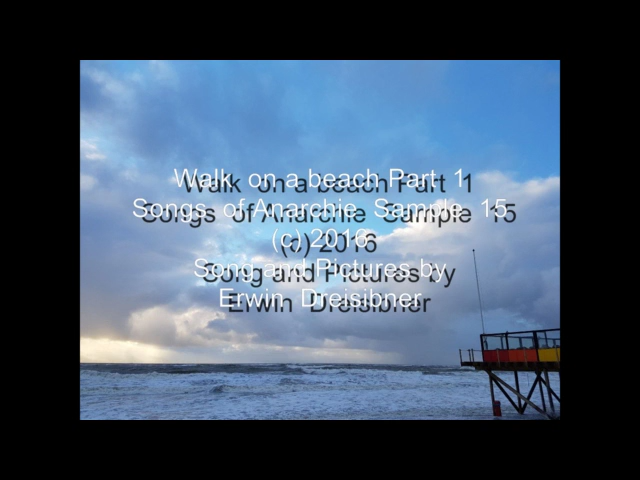 Walk on a beach Part 1
Songs of Anarchie Sample 15
(c) 2016
Song and Pictures by
Erwin Dreisibner